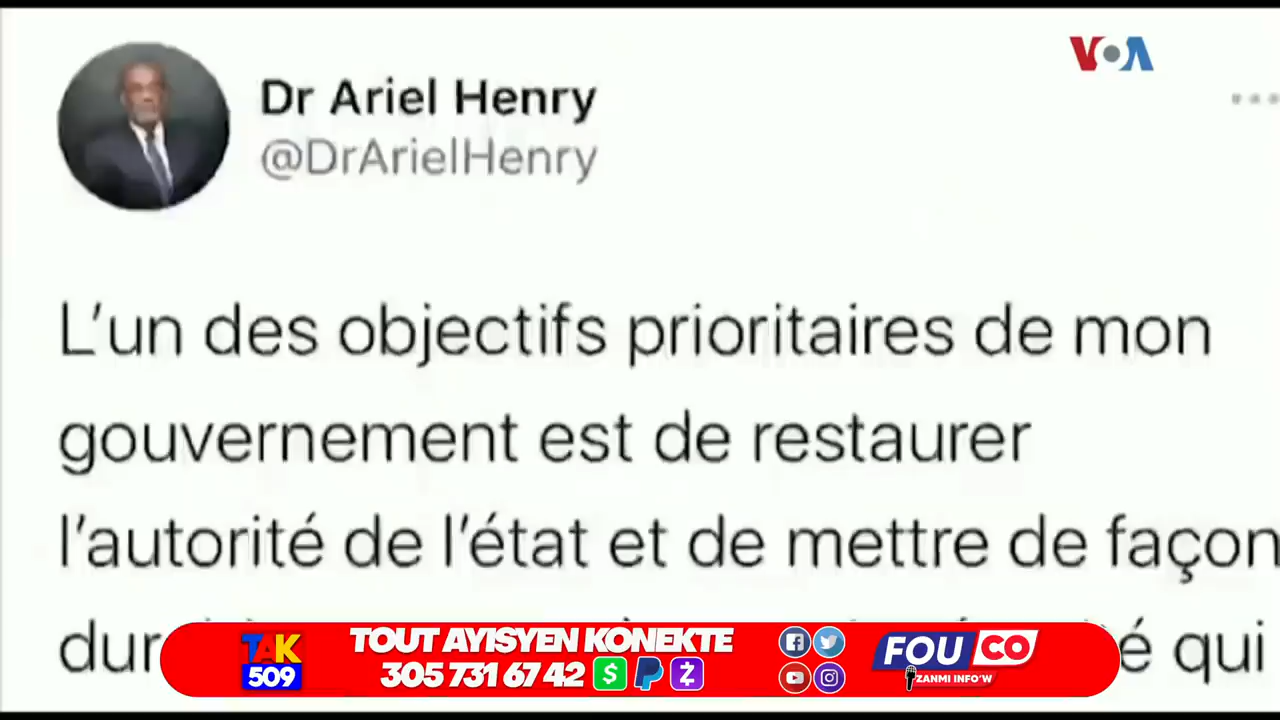 VOA
Dr Ariel Henry
@DrArielHenry
L'un des objectifs prioritaires de mon
gouvernement est de restaurer
l'autorité de l'état et de mettre de façon
qui
TAK
509
TOUT AYISYEN KONEKTE
305 731 67 42
FOU CO
ZANMI INFO'W